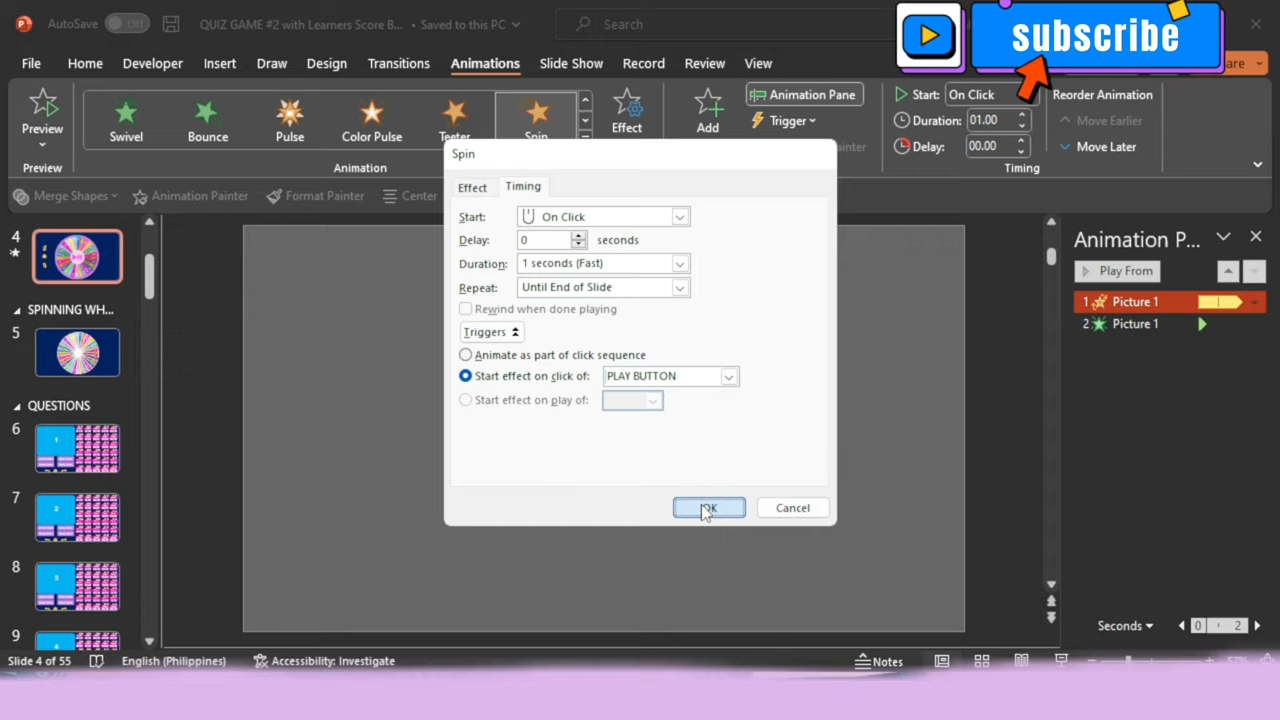 AutoSave Off QUIZ GAME #2 with Learners Score B... • Saved to this PC Search
subscribe
File Home Developer Insert Draw Design Transitions Animations Slide Show Record Review View
Preview Swivel Bounce Pulse Color Pulse Teeter Spin Effect Add
Animation Pane
Trigger
Start: On Click
Duration: 01.00
Delay: 00.00
Reorder Animation
Move Earlier
Move Later
Preview Animation Timing
Merge Shapes Animation Painter Format Painter Center
Spin
Effect Timing
Start: On Click
Delay: 0 seconds
Duration: 1 seconds (Fast)
Repeat: Until End of Slide
Rewind when done playing
Triggers
Animate as part of click sequence
Start effect on click of: PLAY BUTTON
Start effect on play of:
OK Cancel
4
SPINNING WH...
5
QUESTIONS
6
1
7
2
8
3
9
Animation P...
Play From
1 Picture 1
2 Picture 1
Seconds 0 2
Slide 4 of 55 English (Philippines) Accessibility: Investigate Notes